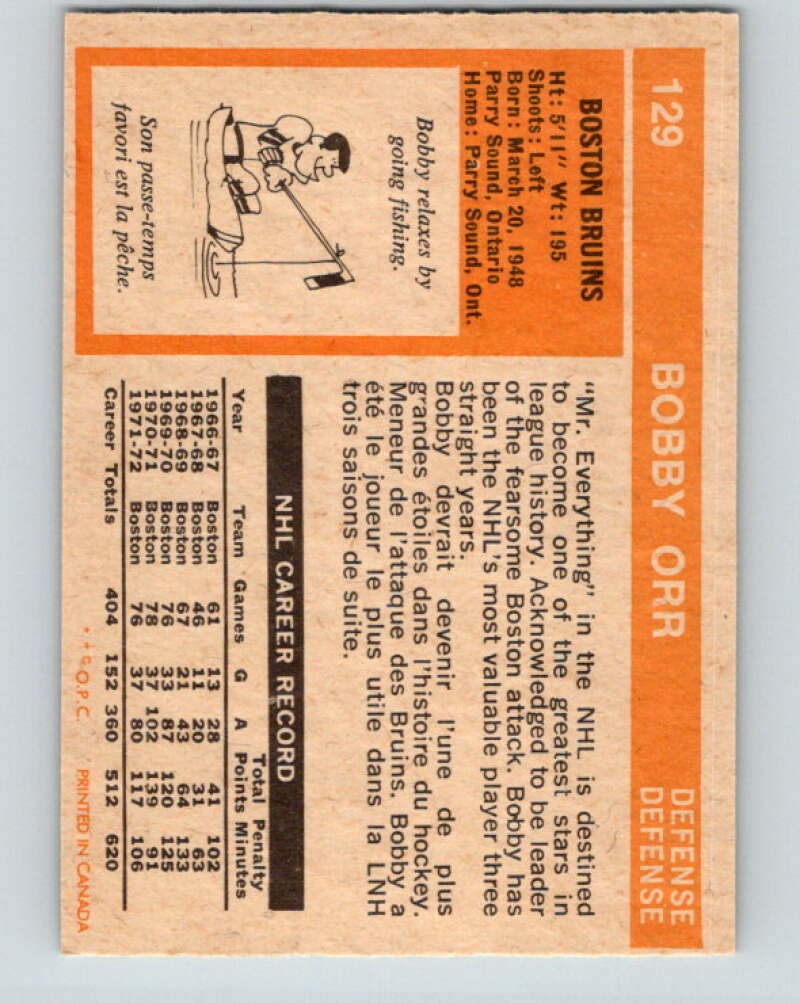 129 BOBBY ORR DEFENSE
DEFENSE
BOSTON BRUINS
Ht: 5'11" Wt: 195
Shoots: Left
Born: March 20, 1948
Parry Sound, Ontario
Home: Parry Sound, Ont.
Bobby relaxes by
going fishing.
Son passe-temps
favori est la pêche.
"Mr. Everything" in the NHL is destined
to become one of the greatest stars in
league history. Acknowledged to be leader
of the fearsome Boston attack. Bobby has
been the NHL's most valuable player three
straight years.
Bobby devrait devenir l'une de plus
grandes étoiles dans l'histoire du hockey.
Meneur de l'attaque des Bruins. Bobby a
été le joueur le plus utile dans la LNH
trois saisons de suite.
NHL CAREER RECORD
Total Penalty
Year Team Games G A Points Minutes
1966-67 Boston 61 13 28 41 102
1967-68 Boston 46 11 20 31 63
1968-69 Boston 67 21 43 64 133
1969-70 Boston 76 33 87 120 125
1970-71 Boston 78 37 102 139 91
1971-72 Boston 76 37 80 117 106
Career Totals 404 152 360 512 620
O.P.C. PRINTED IN CANADA